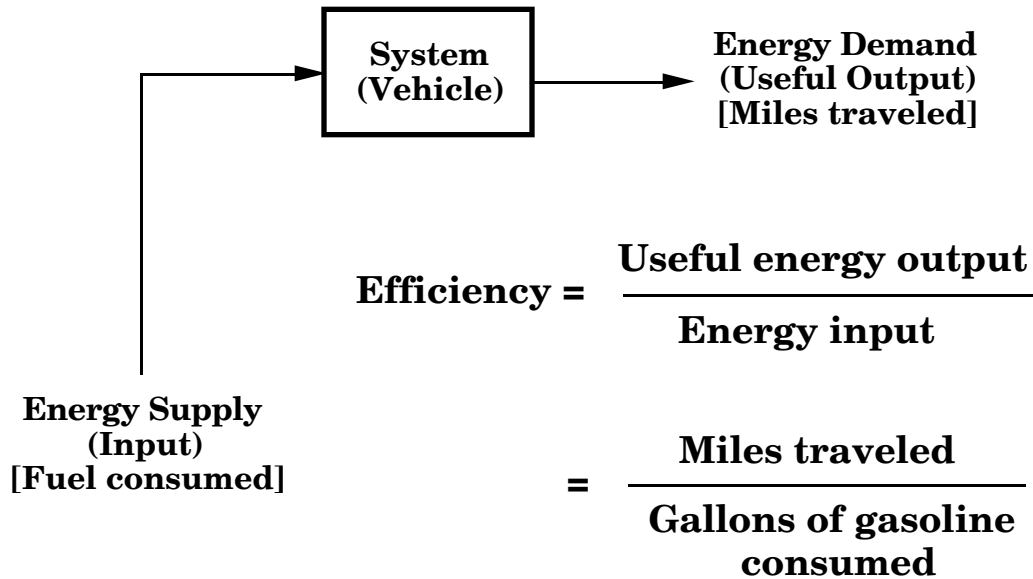 System
(Vehicle)
Energy Demand
(Useful Output)
[Miles traveled]
Efficiency =
Useful energy output
Energy input
Energy Supply
(Input)
[Fuel consumed]
=
Miles traveled
Gallons of gasoline
consumed